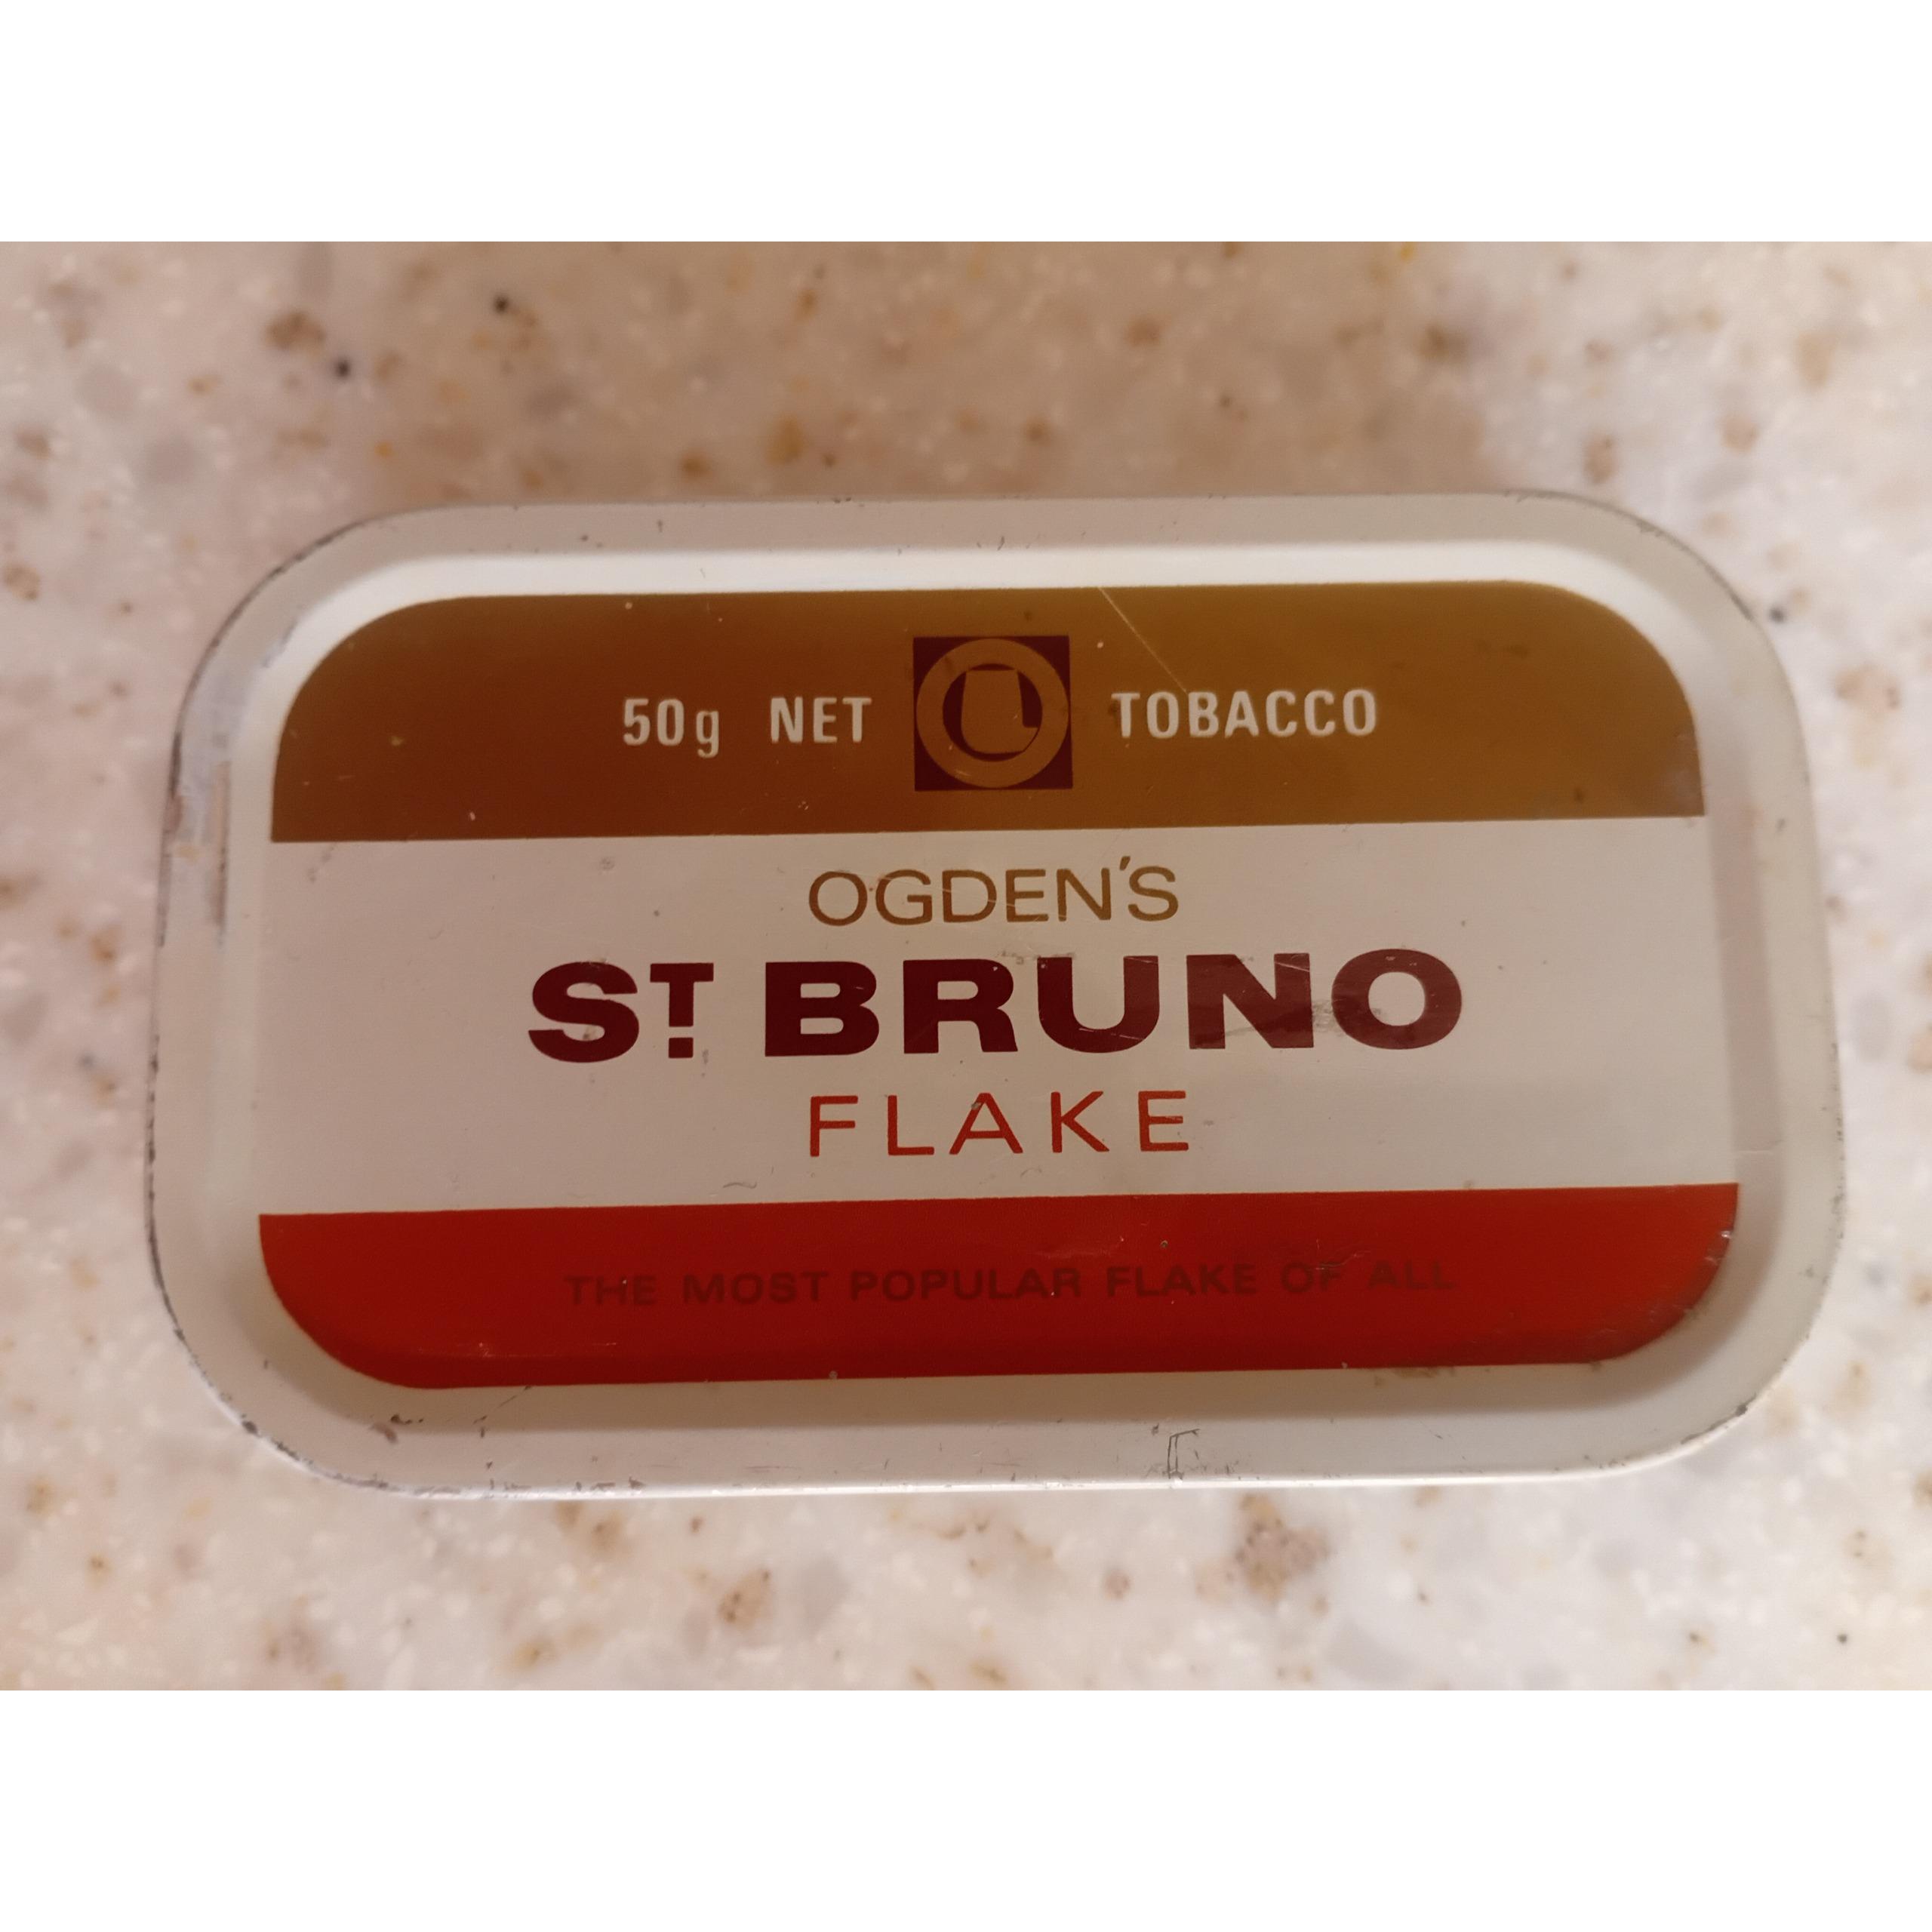 50g NET TOBACCO
OGDEN'S
ST. BRUNO
FLAKE
THE MOST POPULAR FLAKE OF ALL